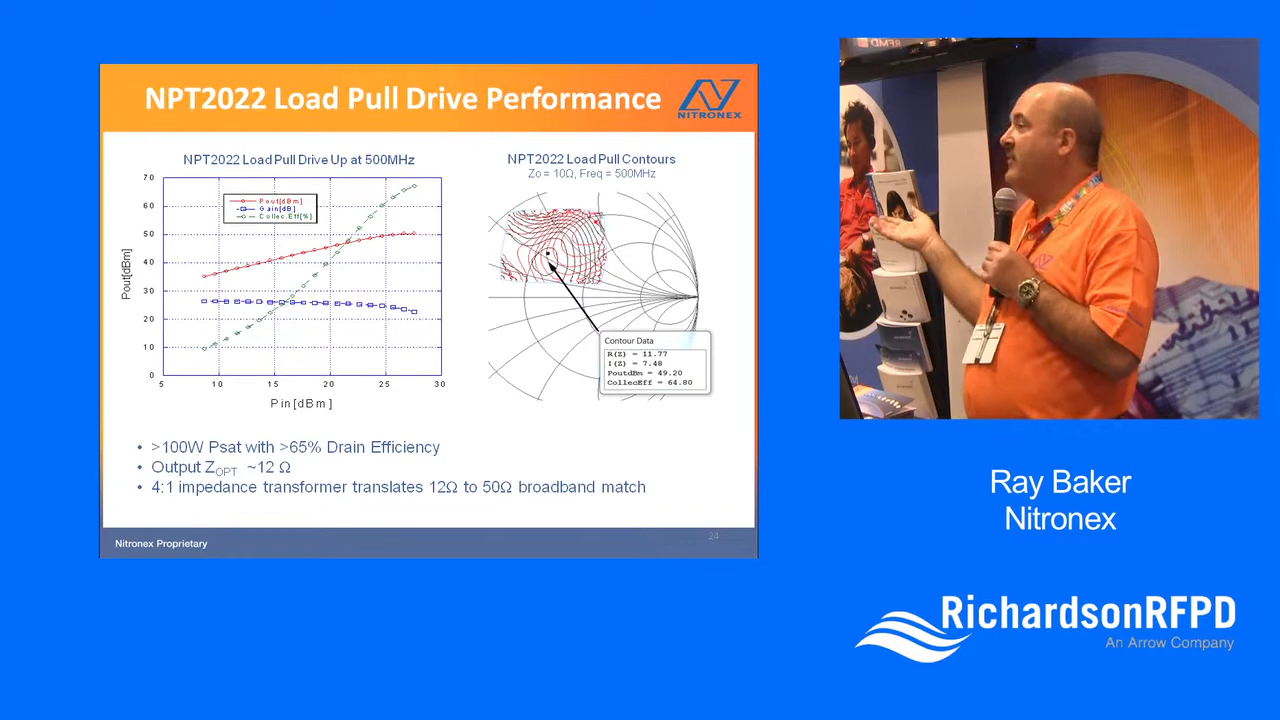 NPT2022 Load Pull Drive Performance
NITRONEX
NPT2022 Load Pull Drive Up at 500MHz
70
60
50
40
30
20
10
0
Pout[dBm]
Pout[dBm]
Gain[dB]
Collec.Eff[%]
5
10
15
20
25
30
Pin[dBm]
NPT2022 Load Pull Contours
Zo = 10Ω, Freq = 500MHz
Contour Data
R(Z) = 11.77
I(Z) = 7.48
PoutdBm = 49.20
CollecEff = 64.80
• >100W Psat with >65% Drain Efficiency
• Output ZOPT ~12 Ω
• 4:1 impedance transformer translates 12Ω to 50Ω broadband match
24
Nitronex Proprietary
RFMD
Ray Baker
Nitronex
RichardsonRFPD
An Arrow Company